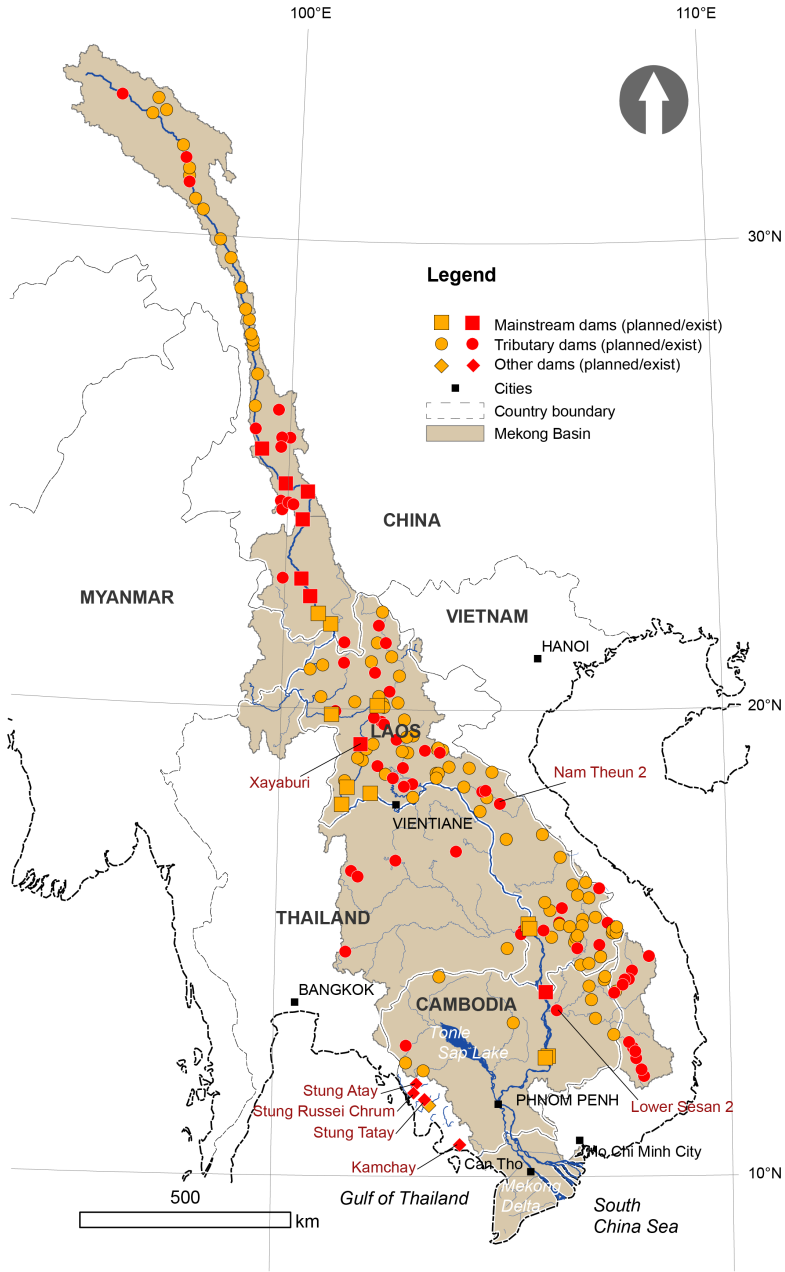 100°E
110°E
30°N
Legend
Mainstream dams (planned/exist)
Tributary dams (planned/exist)
Other dams (planned/exist)
Cities
Country boundary
Mekong Basin
CHINA
MYANMAR
VIETNAM
HANOI
20°N
LAOS
Xayaburi
Nam Theun 2
VIENTIANE
THAILAND
BANGKOK
CAMBODIA
Tonle
Sap Lake
Stung Atay
Stung Russei Chrum
Stung Tatay
PHNOM PENH
Lower Sesan 2
Kamchay
Can Tho
Ho Chi Minh City
10°N
Mekong
Delta
Gulf of Thailand
South
China Sea
500
km